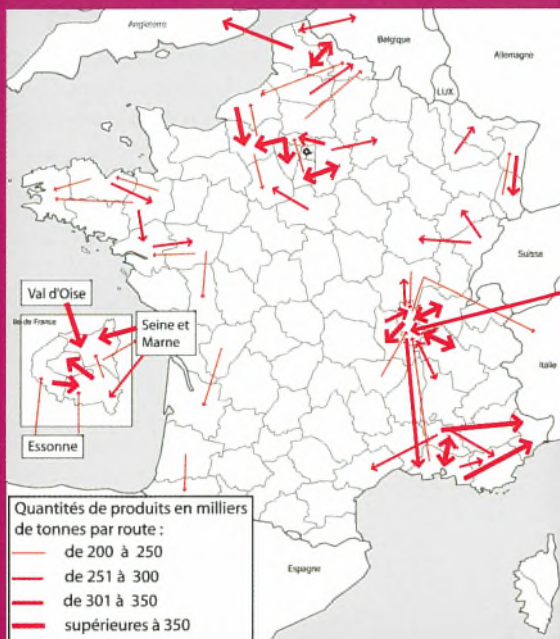 Angleterre
Belgique
Allemagne
LUX
Suisse
Italie
Espagne
Val d'Oise
Ile de France
Seine et
Marne
Essonne
Quantités de produits en milliers
de tonnes par route :
de 200 à 250
de 251 à 300
de 301 à 350
supérieures à 350